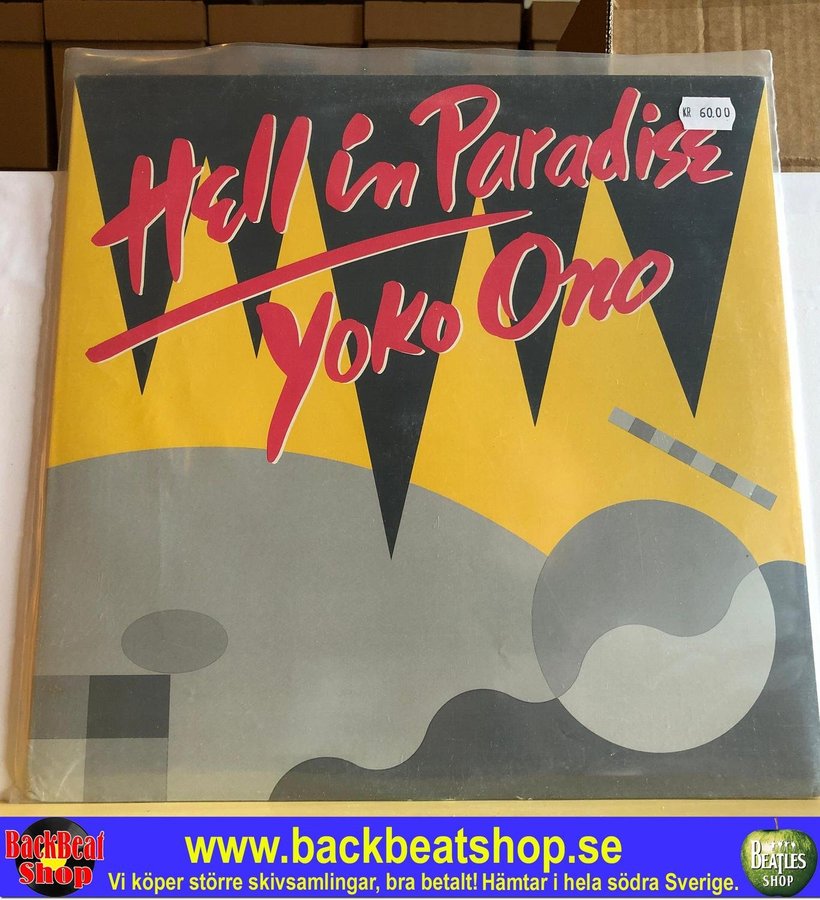 KR 60.00
Hell in Paradise
Yoko Ono
BackBeat
Shop
www.backbeatshop.se
Vi köper större skivsamlingar, bra betalt! Hämtar i hela södra Sverige.
BEATLES
SHOP